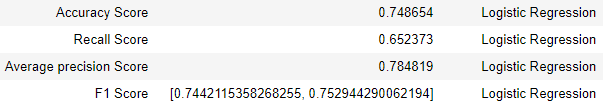 Accuracy Score 0.748654 Logistic Regression
Recall Score 0.652373 Logistic Regression
Average precision Score 0.784819 Logistic Regression
F1 Score [0.7442115358268255, 0.752944290062194] Logistic Regression